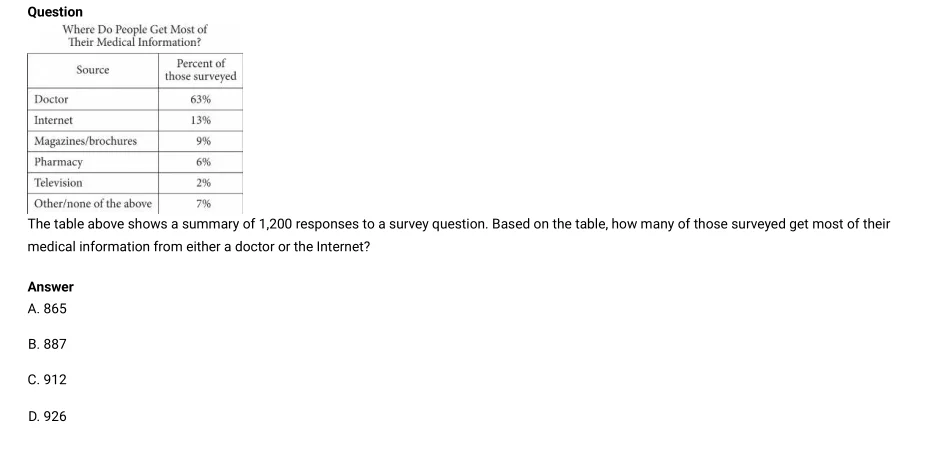 Question
Where Do People Get Most of
Their Medical Information?
Source
Percent of
those surveyed
Doctor 63%
Internet 13%
Magazines/brochures 9%
Pharmacy 6%
Television 2%
Other/none of the above 7%
The table above shows a summary of 1,200 responses to a survey question. Based on the table, how many of those surveyed get most of their
medical information from either a doctor or the Internet?
Answer
A. 865
B. 887
C. 912
D. 926